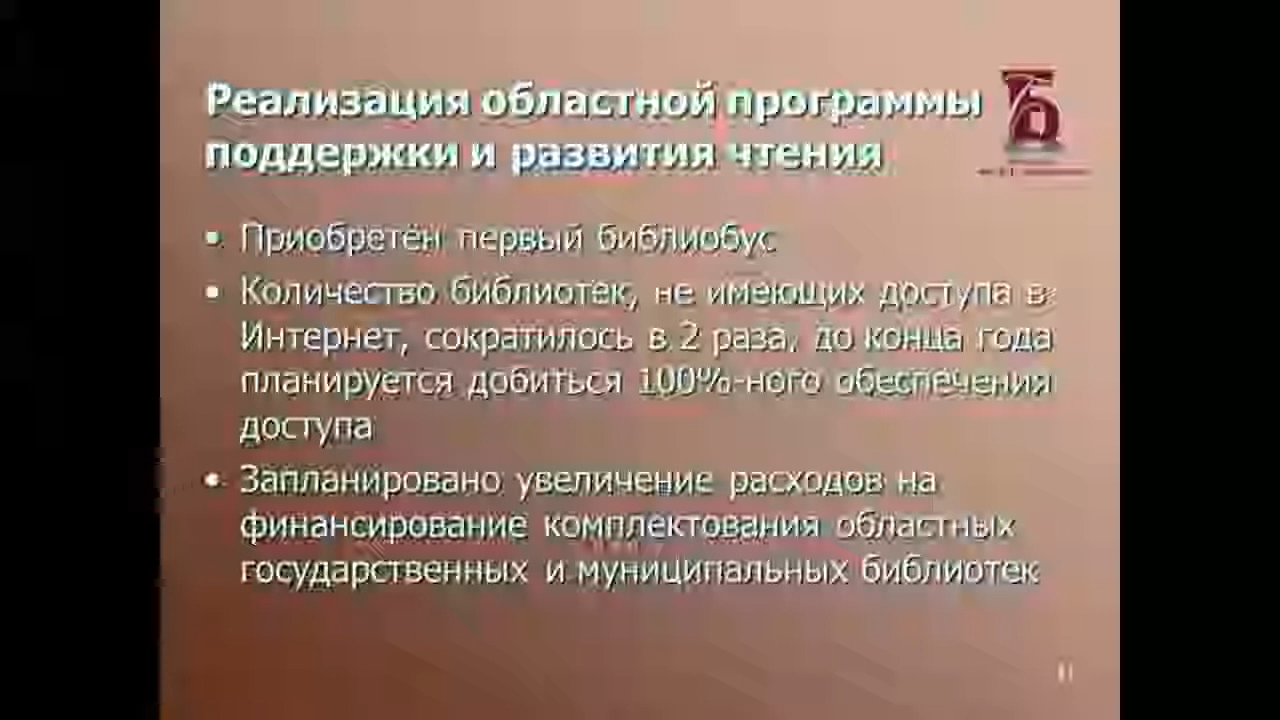 Реализация областной программы
поддержки и развития чтения
• Приобретён первый библиобус
• Количество библиотек, не имеющих доступа в
Интернет, сократилось в 2 раза, до конца года
планируется добиться 100%-ного обеспечения
доступа
• Запланировано увеличение расходов на
финансирование комплектования областных
государственных и муниципальных библиотек